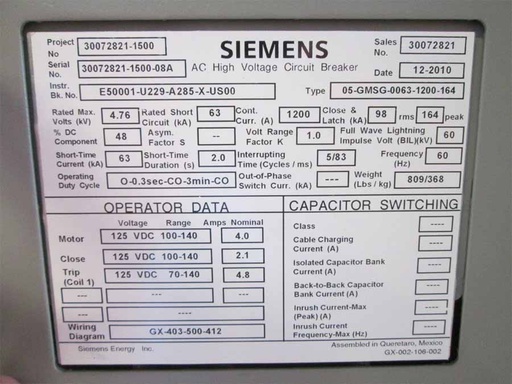 Project No 30072821-1500 SIEMENS Sales No. 30072821
Serial No. 30072821-1500-08A AC High Voltage Circuit Breaker Date 12-2010
Instr. Bk. No. E50001-U229-A285-X-US00 Type 05-GMSG-0063-1200-164
Rated Max. Volts (kV) 4.76 Rated Short Circuit (kA) 63 Cont. Curr. (A) 1200 Close & Latch (kA) 98 rms 164 peak
% DC Component 48 Asym. Factor S --- Volt Range Factor K 1.0 Full Wave Lightning Impulse Volt (BIL) (kV) 60
Short-Time Current (kA) 63 Short-Time Duration (s) 2.0 Interrupting Time (Cycles / ms) 5/83 Frequency (Hz) 60
Operating Duty Cycle O-0.3sec-CO-3min-CO Out-of-Phase Switch Curr. (kA) --- Weight (Lbs / kg) 809/368
OPERATOR DATA
Voltage Range Amps Nominal
Motor 125 VDC 100-140 4.0
Close 125 VDC 100-140 2.1
Trip (Coil 1) 125 VDC 70-140 4.8
--- --- ---
--- --- ---
Wiring Diagram GX-403-500-412
Siemens Energy Inc.
CAPACITOR SWITCHING
Class ----
Cable Charging Current (A) ----
Isolated Capacitor Bank Current (A) ----
Back-to-Back Capacitor Bank Current (A) ----
Inrush Current-Max (Peak) (A) ----
Inrush Current Frequency-Max (Hz) ----
Assembled in Queretaro, Mexico
GX-002-106-002